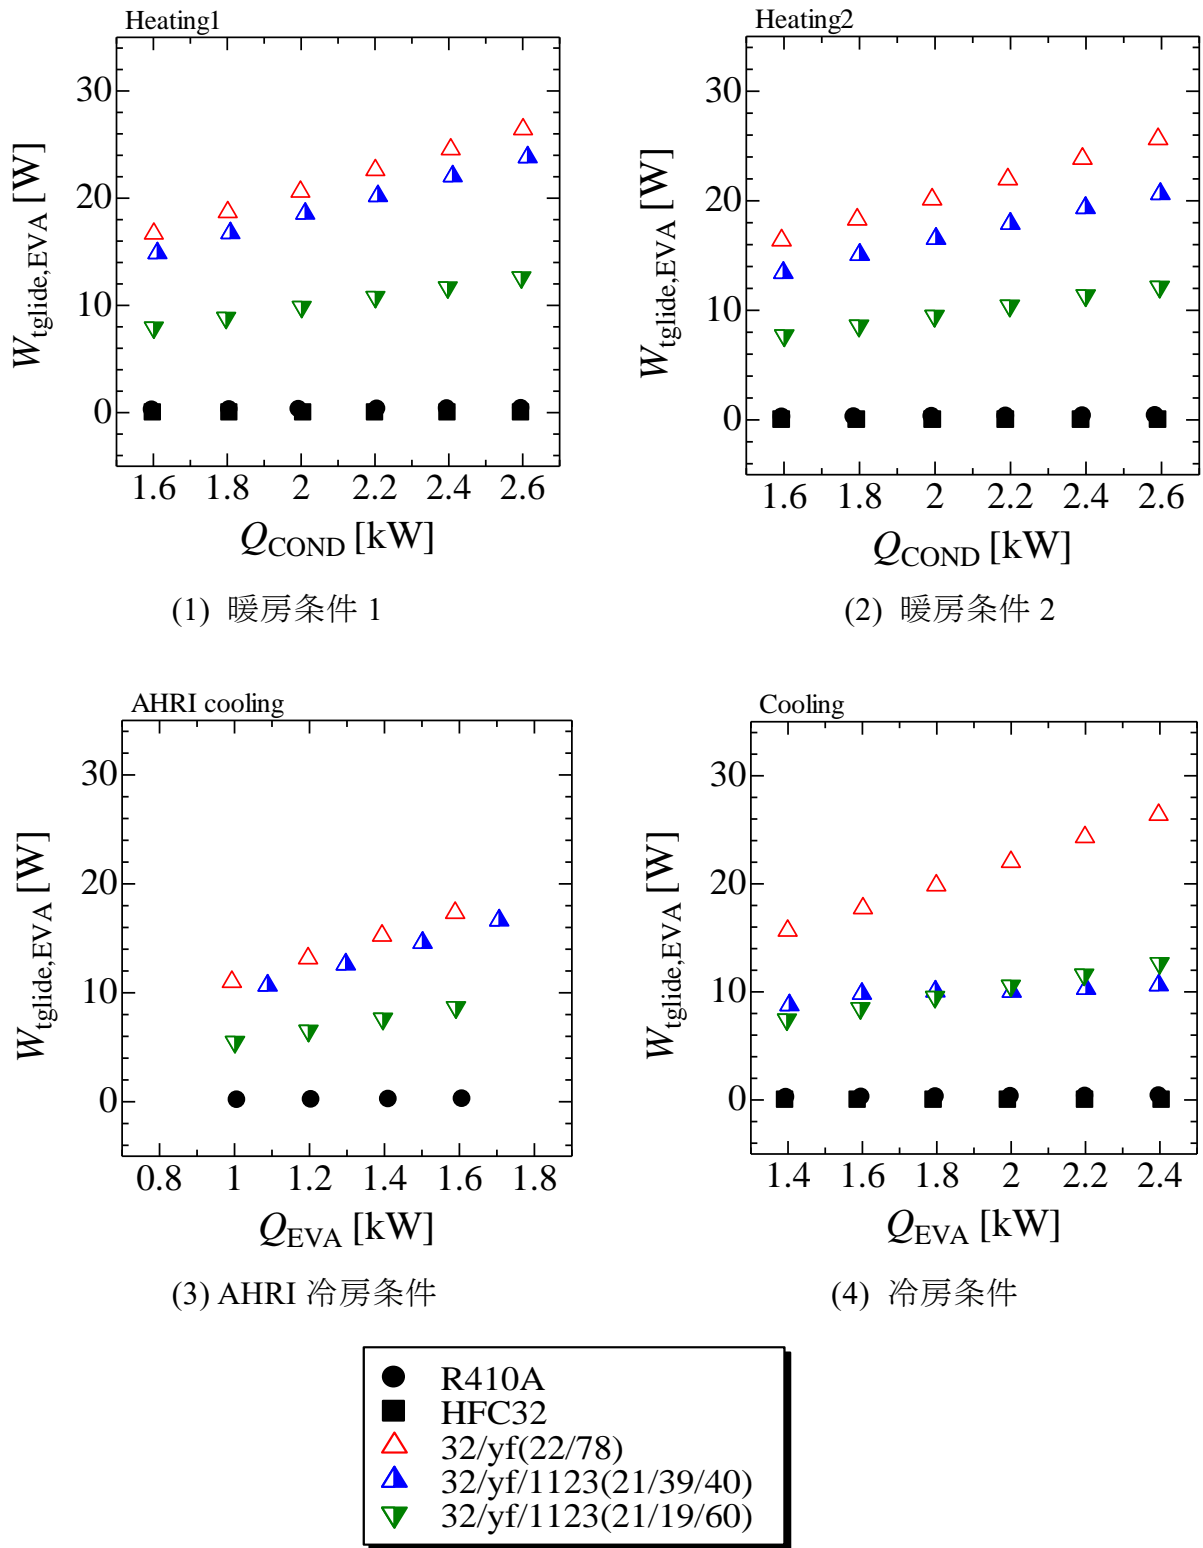 Heating1
30
20
10
0
W_tglide,EVA [W]
1.6 1.8 2 2.2 2.4 2.6
Q_COND [kW]
(1) 暖房条件 1
Heating2
30
20
10
0
W_tglide,EVA [W]
1.6 1.8 2 2.2 2.4 2.6
Q_COND [kW]
(2) 暖房条件 2
AHRI cooling
30
20
10
0
W_tglide,EVA [W]
0.8 1 1.2 1.4 1.6 1.8
Q_EVA [kW]
(3) AHRI 冷房条件
Cooling
30
20
10
0
W_tglide,EVA [W]
1.4 1.6 1.8 2 2.2 2.4
Q_EVA [kW]
(4) 冷房条件
R410A
HFC32
32/yf(22/78)
32/yf/1123(21/39/40)
32/yf/1123(21/19/60)